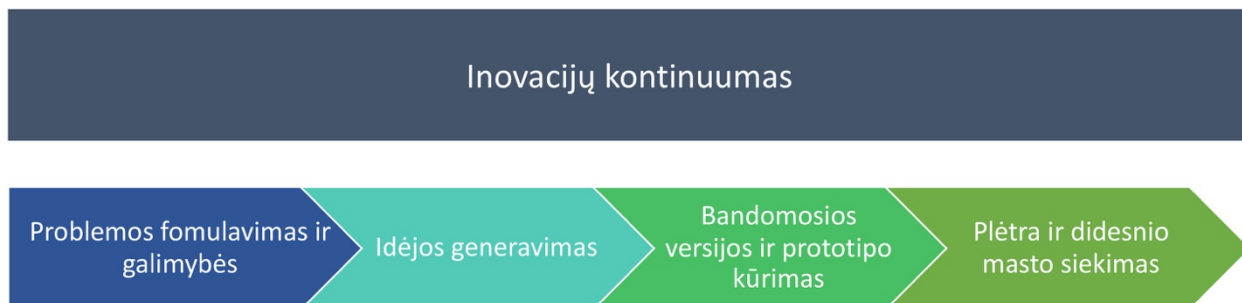 Inovacijų kontinuumas
Problemos fomulavimas ir
galimybės
Idėjos generavimas
Bandomosios
versijos ir prototipo
kūrimas
Plėtra ir didesnio
masto siekimas